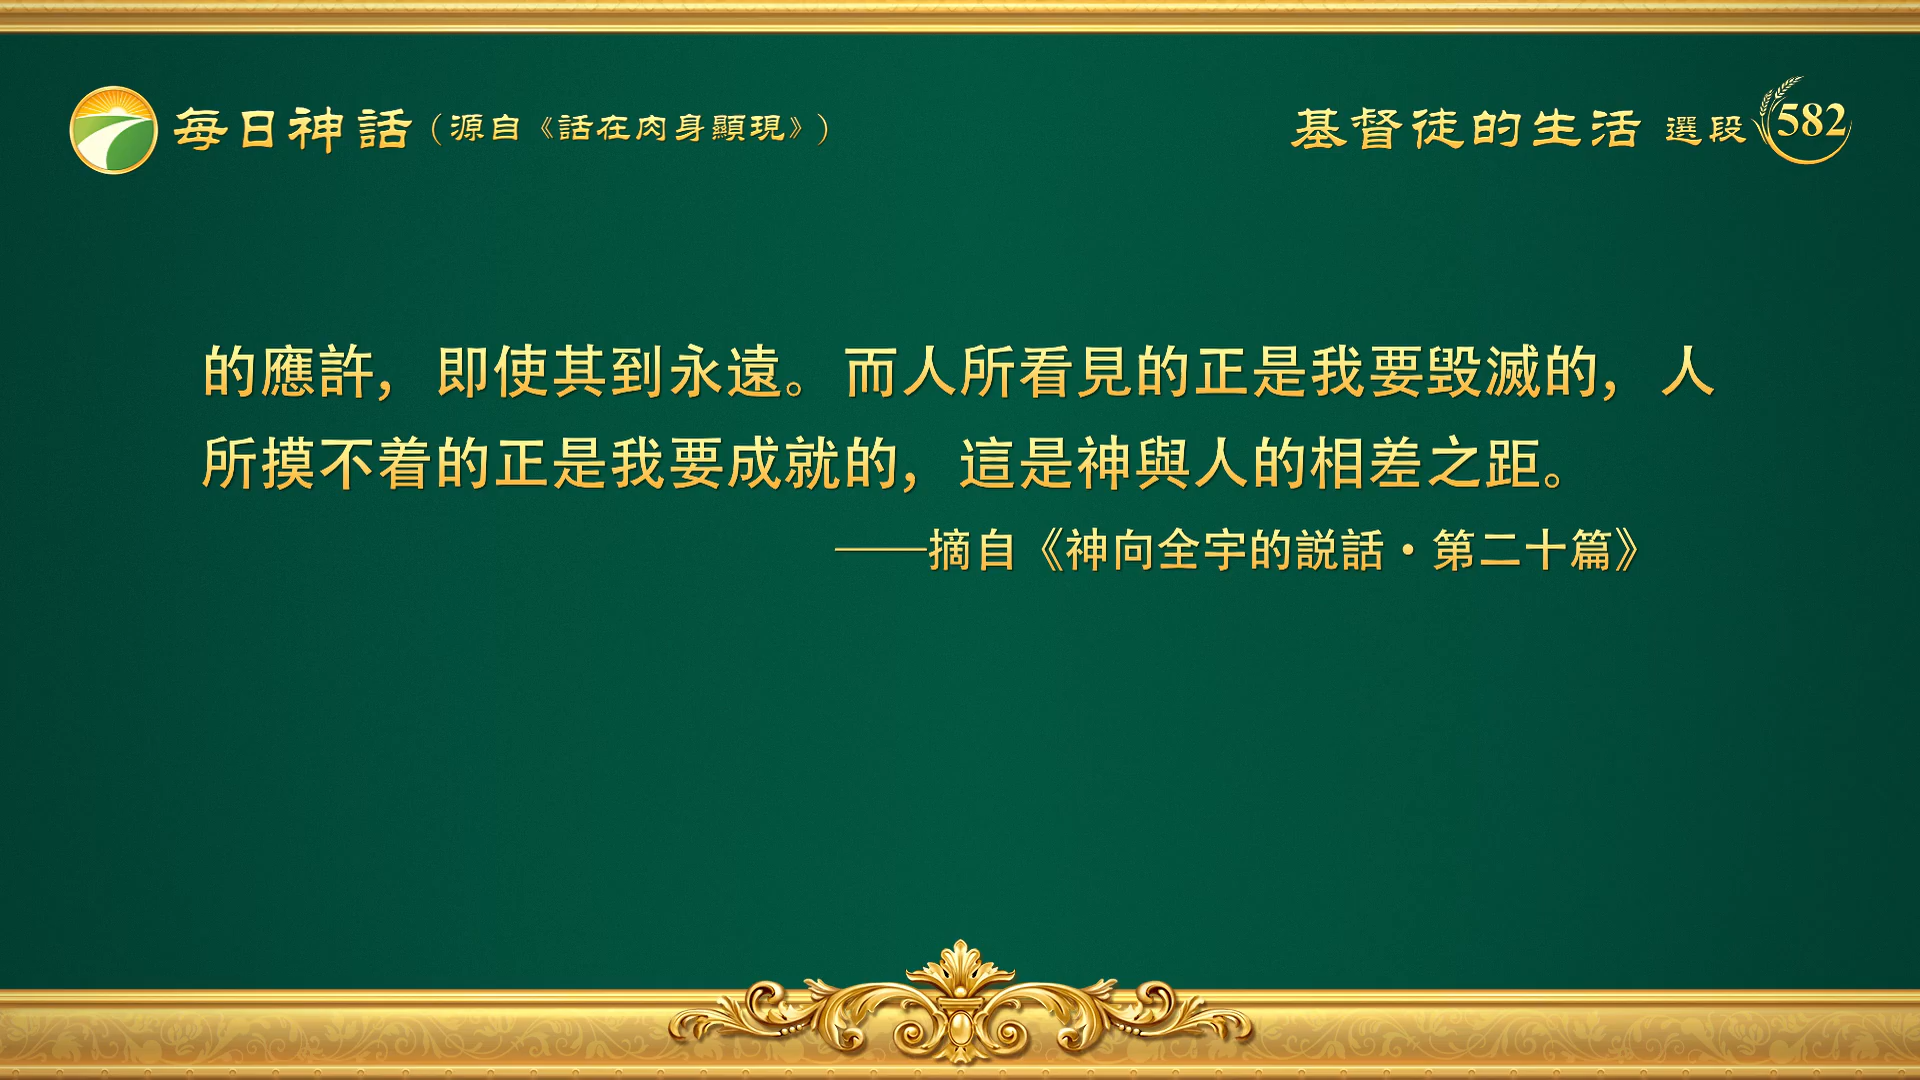 每日神話（源自《話在肉身顯現》）
基督徒的生活 選段 582
的應許，即使其到永遠。而人所看見的正是我要毀滅的，人
所摸不着的正是我要成就的，這是神與人的相差之距。
——摘自《神向全宇的説話·第二十篇》